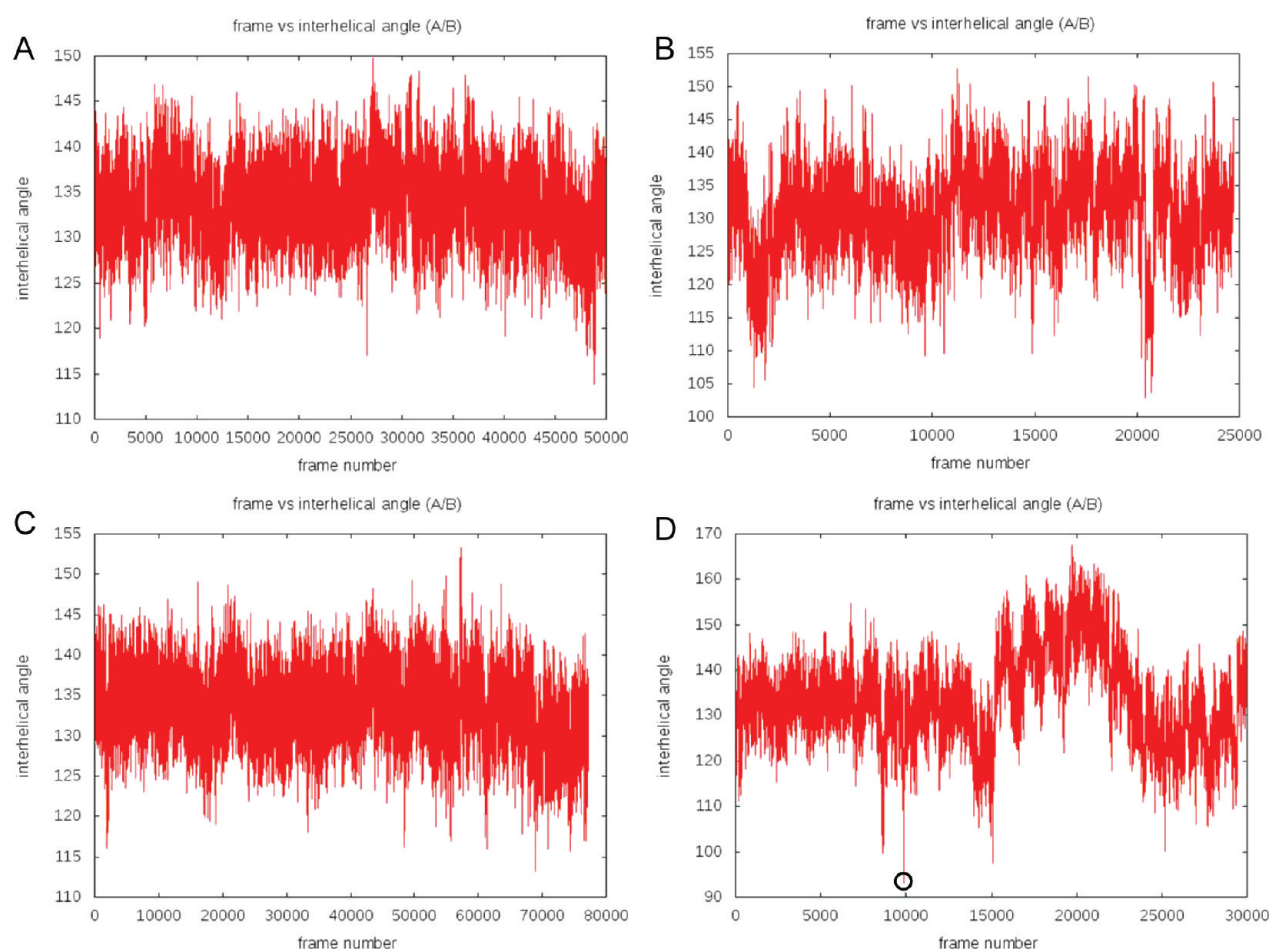 A
frame vs interhelical angle (A/B)
interhelical angle
150
145
140
135
130
125
120
115
110
0 5000 10000 15000 20000 25000 30000 35000 40000 45000 50000
frame number
B
frame vs interhelical angle (A/B)
interhelical angle
155
150
145
140
135
130
125
120
115
110
105
100
0 5000 10000 15000 20000 25000
frame number
C
frame vs interhelical angle (A/B)
interhelical angle
155
150
145
140
135
130
125
120
115
110
0 10000 20000 30000 40000 50000 60000 70000 80000
frame number
D
frame vs interhelical angle (A/B)
interhelical angle
170
160
150
140
130
120
110
100
90
0 5000 10000 15000 20000 25000 30000
frame number